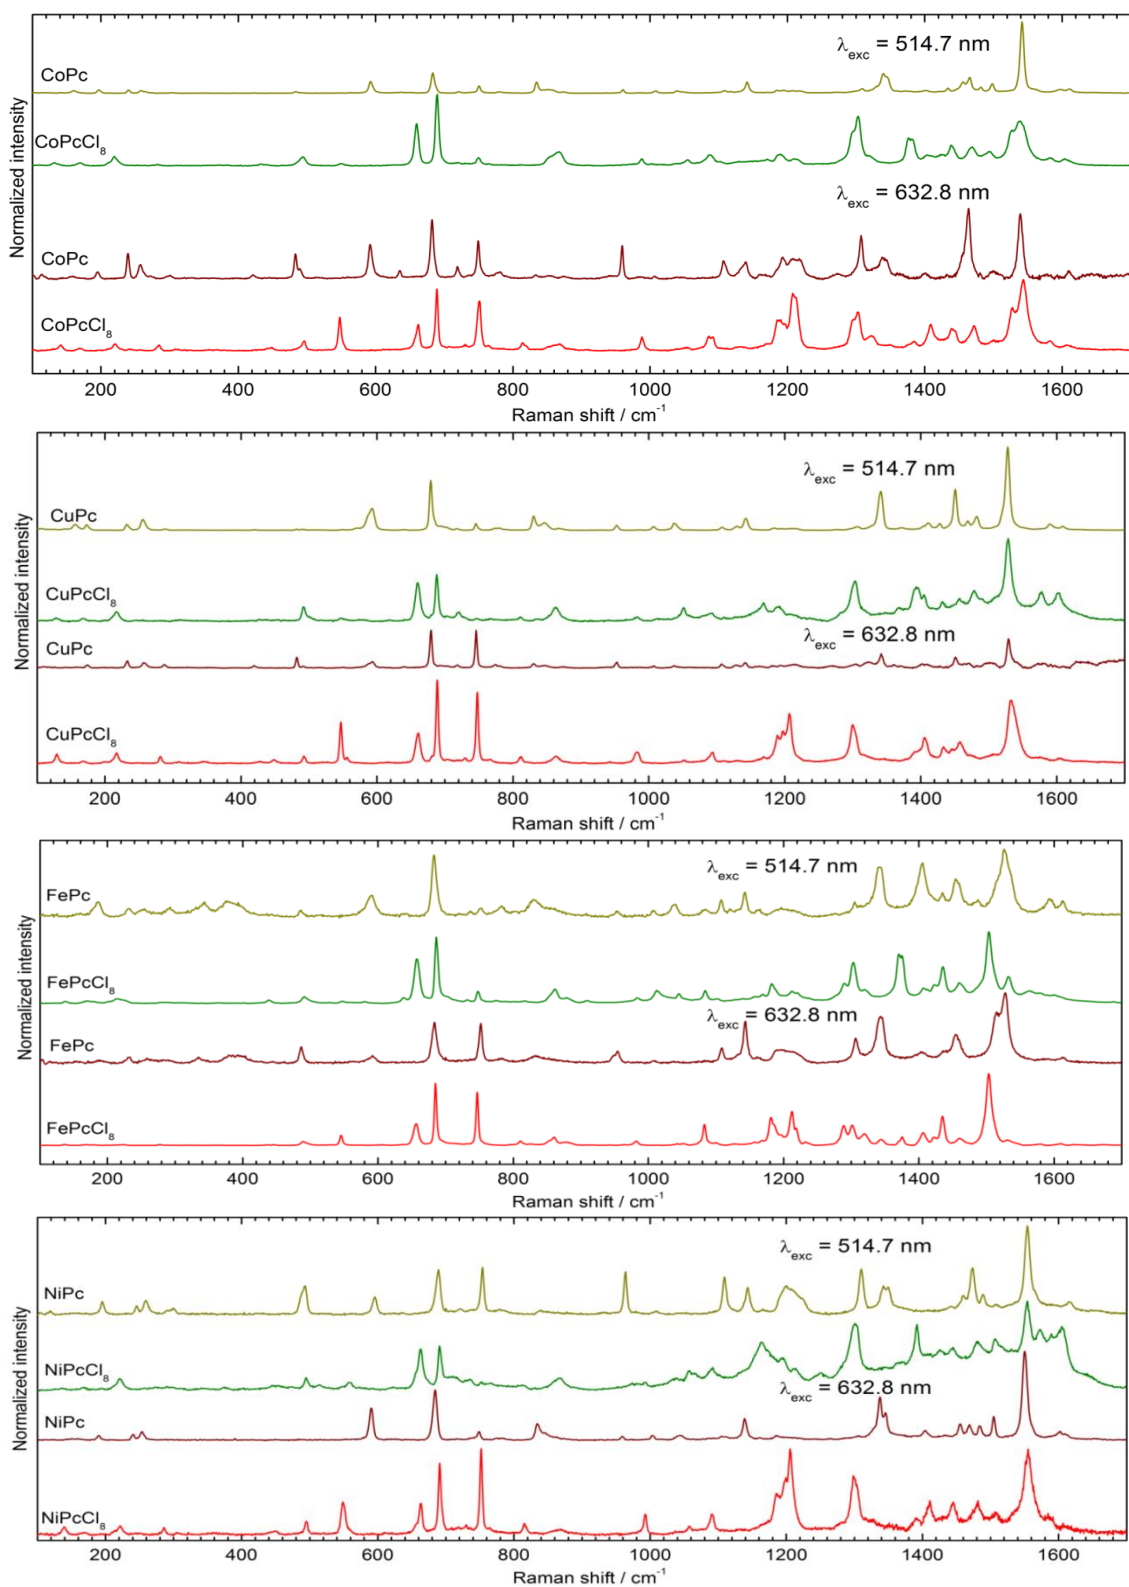 λexc = 514.7 nm
CoPc
CoPcCl8
λexc = 632.8 nm
CoPc
CoPcCl8
Normalized intensity
200 400 600 800 1000 1200 1400 1600
Raman shift / cm-1
λexc = 514.7 nm
CuPc
CuPcCl8
λexc = 632.8 nm
CuPc
CuPcCl8
Normalized intensity
200 400 600 800 1000 1200 1400 1600
Raman shift / cm-1
λexc = 514.7 nm
FePc
FePcCl8
λexc = 632.8 nm
FePc
FePcCl8
Normalized intensity
200 400 600 800 1000 1200 1400 1600
Raman shift / cm-1
λexc = 514.7 nm
NiPc
NiPcCl8
λexc = 632.8 nm
NiPc
NiPcCl8
Normalized intensity
200 400 600 800 1000 1200 1400 1600
Raman shift / cm-1